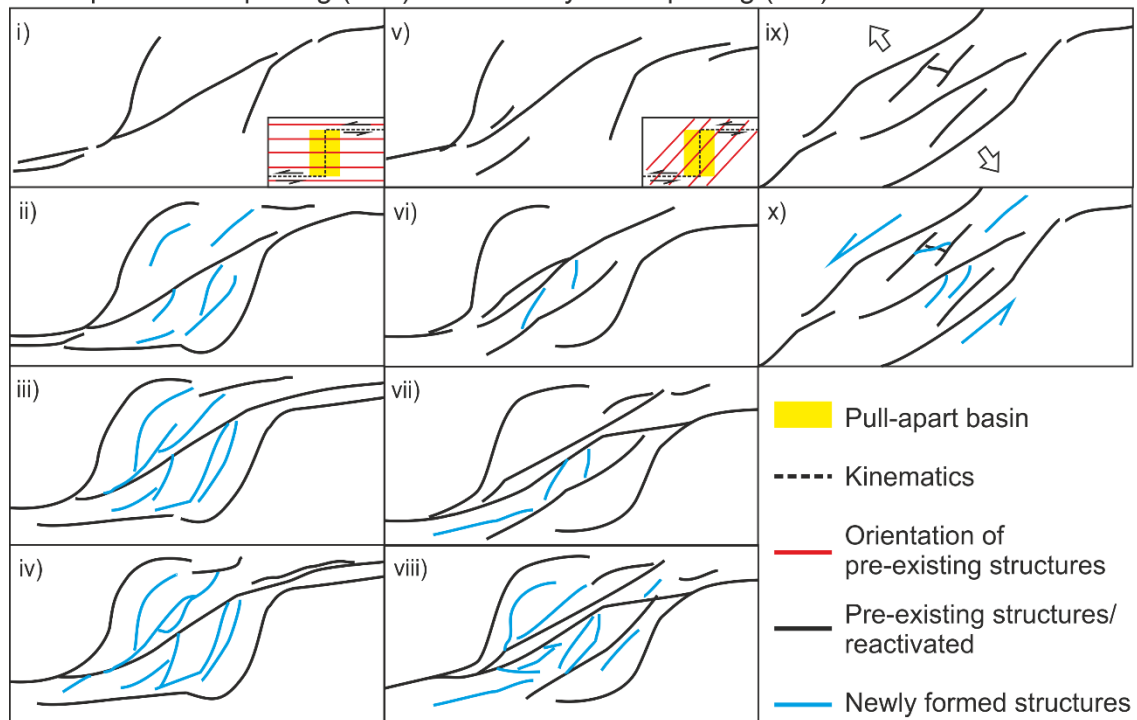 i)
v)
ix)
ii)
vi)
x)
iii)
vii)
iv)
viii)
Pull-apart basin
Kinematics
Orientation of
pre-existing structures
Pre-existing structures/
reactivated
Newly formed structures